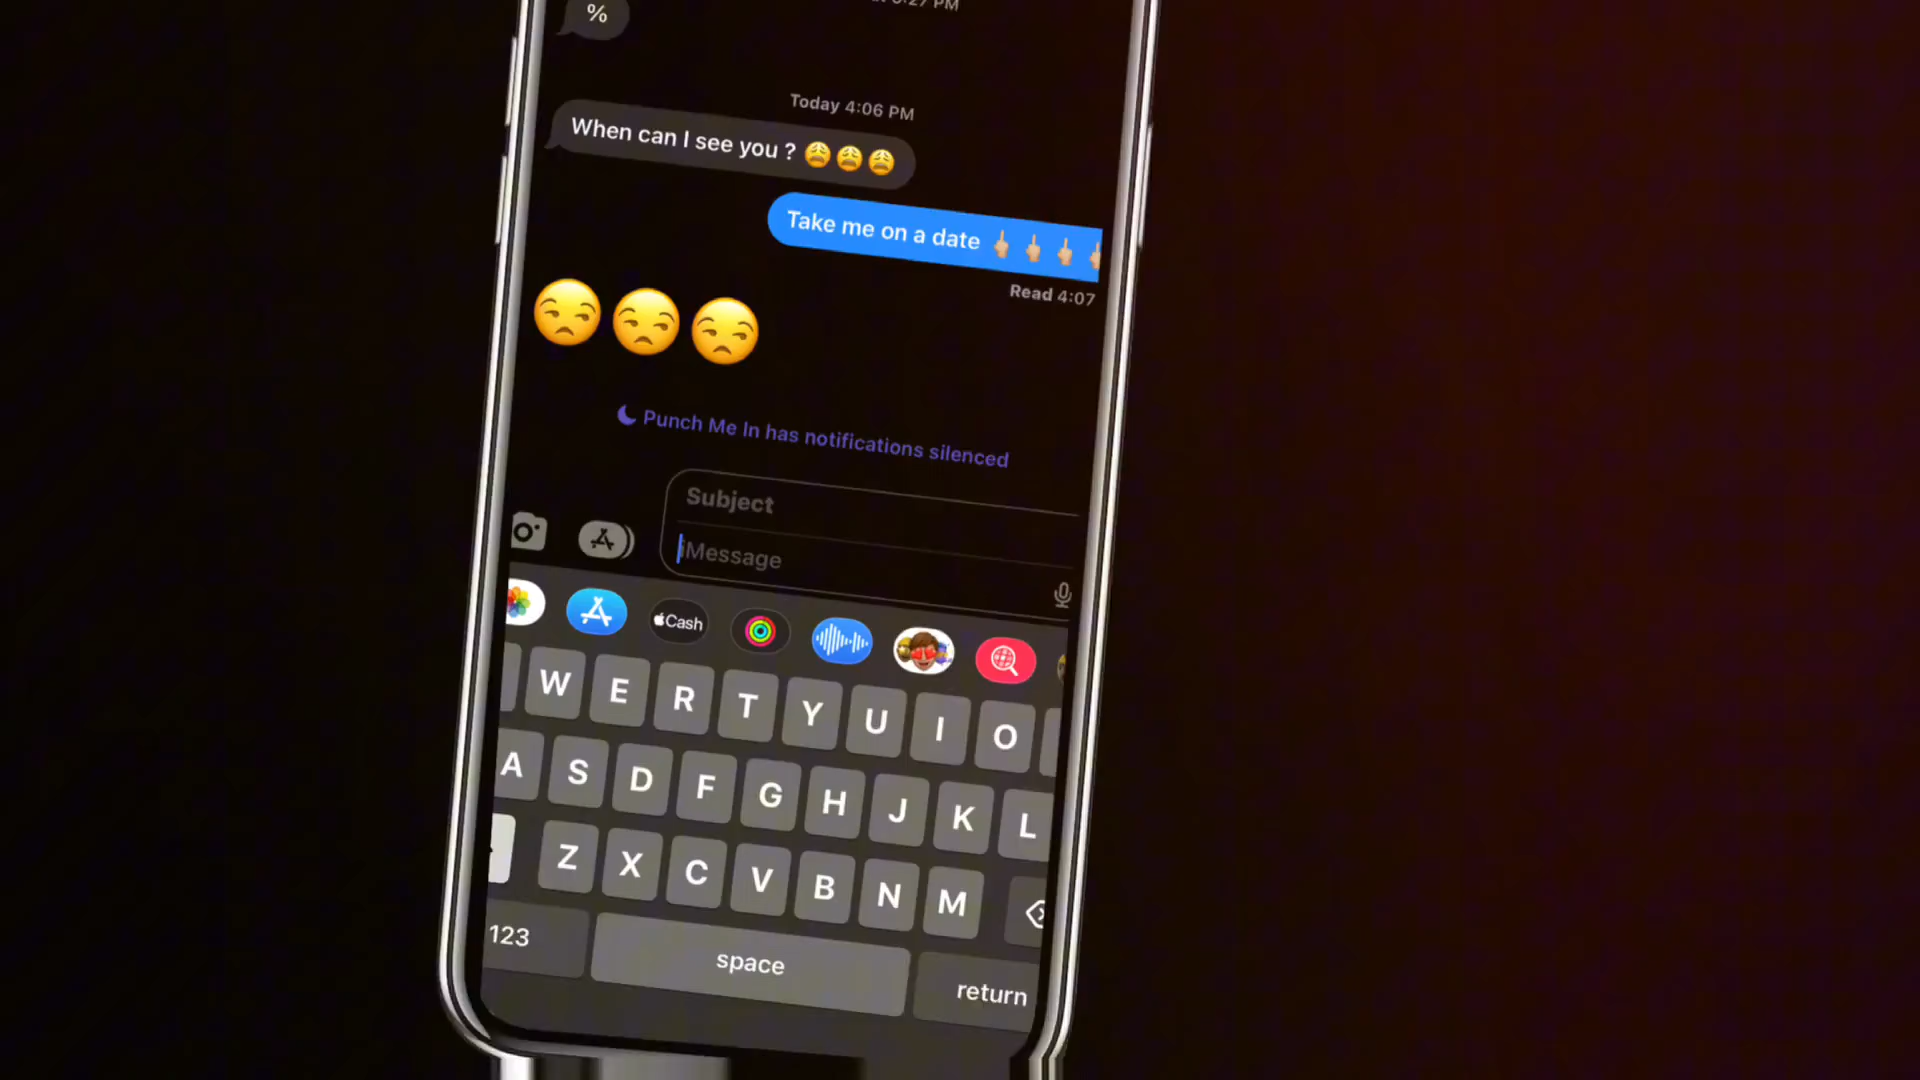 %
Today 4:06 PM
When can I see you ? 😩😩😩
Take me on a date 🖕🏼🖕🏼🖕🏼🖕🏼
Read 4:07
😒😒😒
Punch Me In has notifications silenced
Subject
iMessage
Cash
W E R T Y U I O
A S D F G H J K L
Z X C V B N M
123 space return